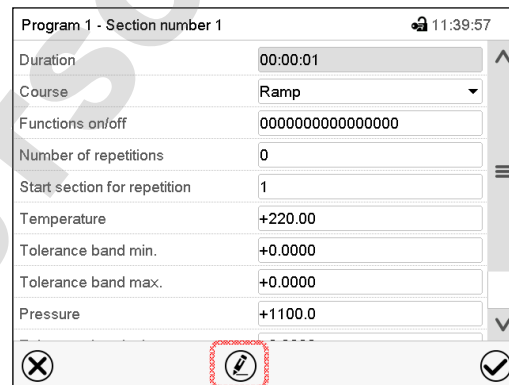 Program 1 - Section number 1 11:39:57
Duration 00:00:01
Course Ramp
Functions on/off 0000000000000000
Number of repetitions 0
Start section for repetition 1
Temperature +220.00
Tolerance band min. +0.0000
Tolerance band max. +0.0000
Pressure +1100.0